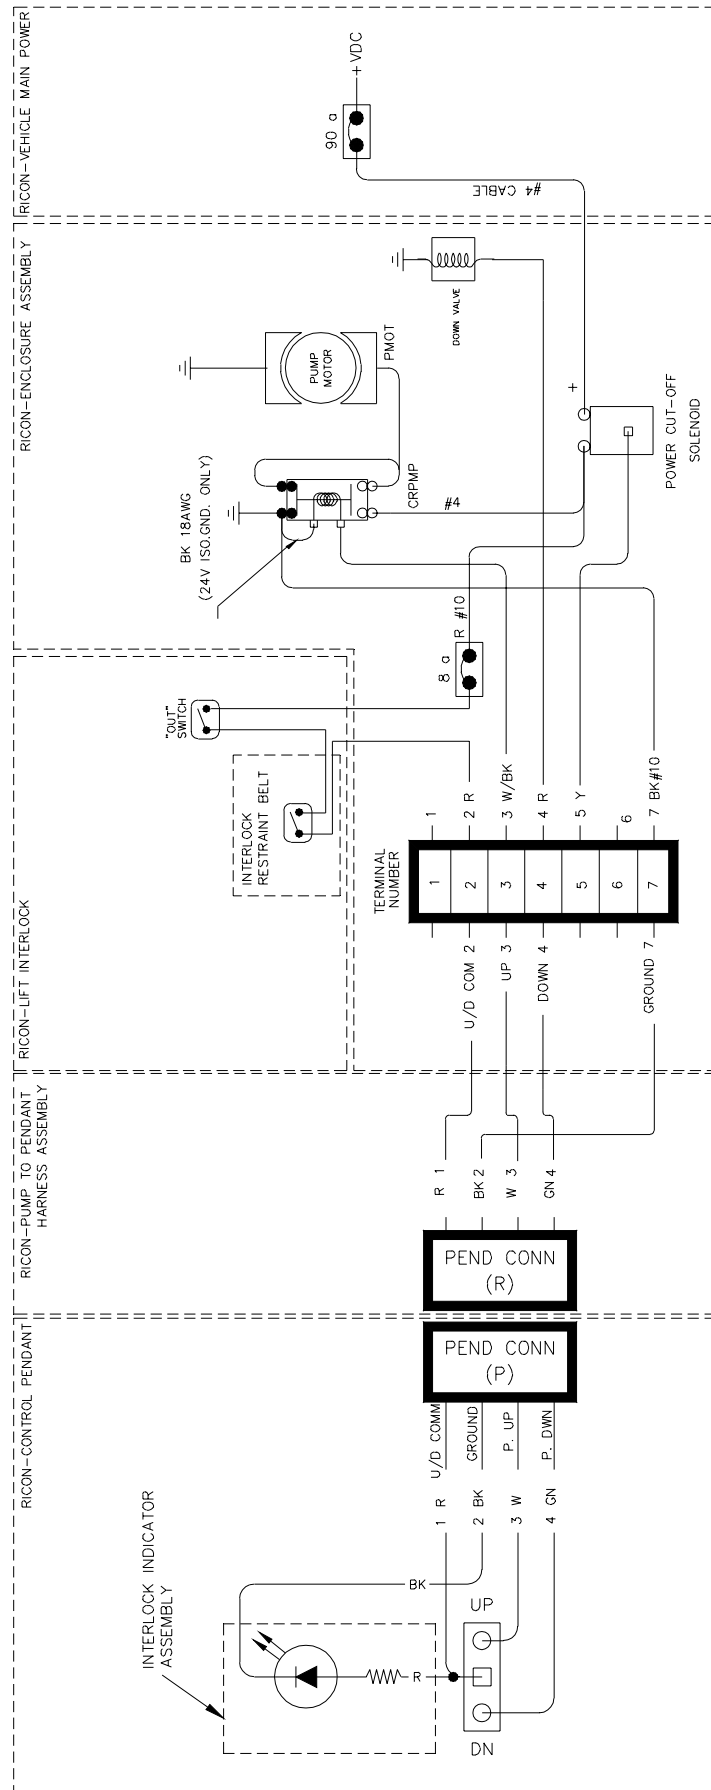 RICON-VEHICLE MAIN POWER
+VDC
90 a
#4 CABLE
RICON-ENCLOSURE ASSEMBLY
DOWN VALVE
PUMP
MOTOR
PMOT
+
POWER CUT-OFF
SOLENOID
CRPMP
#4
BK 18AWG
(24V ISO.GND. ONLY)
R #10
8 a
"OUT"
SWITCH
INTERLOCK
RESTRAINT BELT
RICON-LIFT INTERLOCK
TERMINAL
NUMBER
1
2 R
3 W/BK
4 R
5 Y
6
7 BK#10
1
2
3
4
5
6
7
U/D COM 2
UP 3
DOWN 4
GROUND 7
RICON-PUMP TO PENDANT
HARNESS ASSEMBLY
R 1
BK 2
W 3
GN 4
PEND CONN
(R)
RICON-CONTROL PENDANT
PEND CONN
(P)
U/D COMM
GROUND
P. UP
P. DWN
1 R
2 BK
3 W
4 GN
INTERLOCK INDICATOR
ASSEMBLY
BK
UP
R
DN